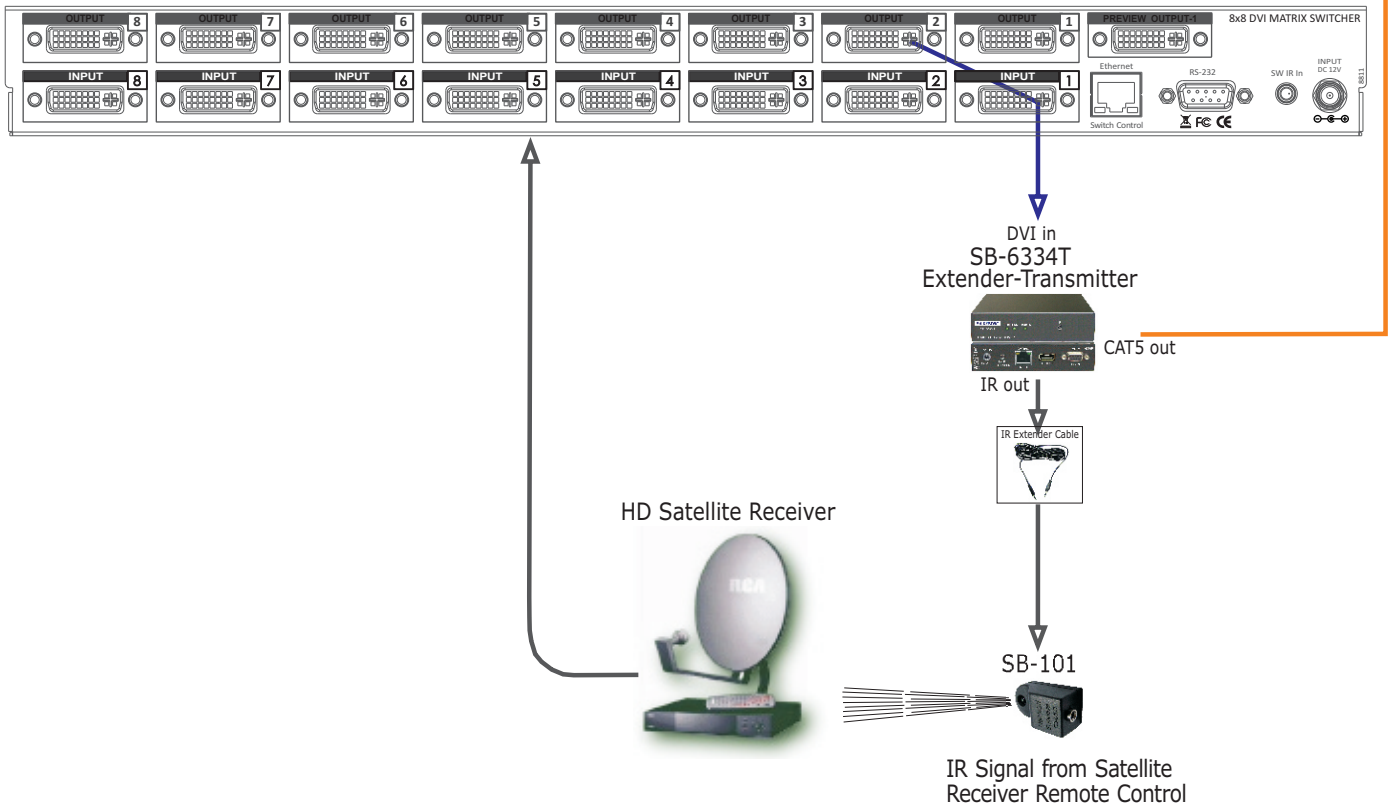 OUTPUT 8
OUTPUT 7
OUTPUT 6
OUTPUT 5
OUTPUT 4
OUTPUT 3
OUTPUT 2
OUTPUT 1
PREVIEW OUTPUT-1
8x8 DVI MATRIX SWITCHER
INPUT 8
INPUT 7
INPUT 6
INPUT 5
INPUT 4
INPUT 3
INPUT 2
INPUT 1
Ethernet
Switch Control
RS-232
FC CE
SW IR In
INPUT
DC 12V
8811
DVI in
SB-6334T
Extender-Transmitter
CAT5 out
IR out
IR Extender Cable
HD Satellite Receiver
RCA
SB-101
IR Signal from Satellite
Receiver Remote Control